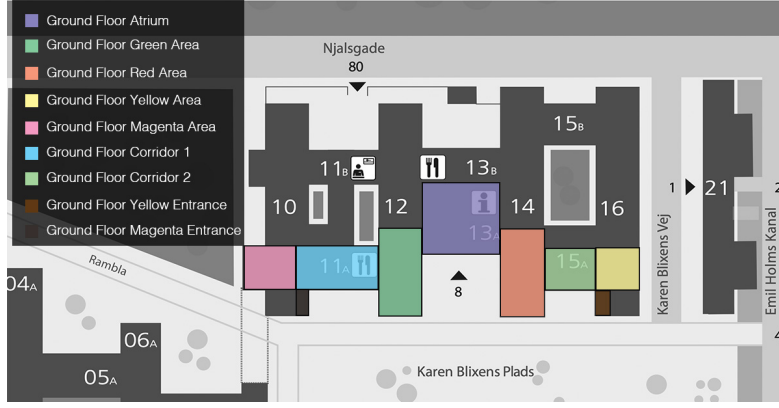 Ground Floor Atrium
Ground Floor Green Area
Ground Floor Red Area
Ground Floor Yellow Area
Ground Floor Magenta Area
Ground Floor Corridor 1
Ground Floor Corridor 2
Ground Floor Yellow Entrance
Ground Floor Magenta Entrance
Njalsgade
80
15B
11B
13B
10
12
14
16
1
21
2
13A
11A
15A
8
Rambla
Karen Blixens Vej
Emil Holms Kanal
04A
06A
05A
4
Karen Blixens Plads